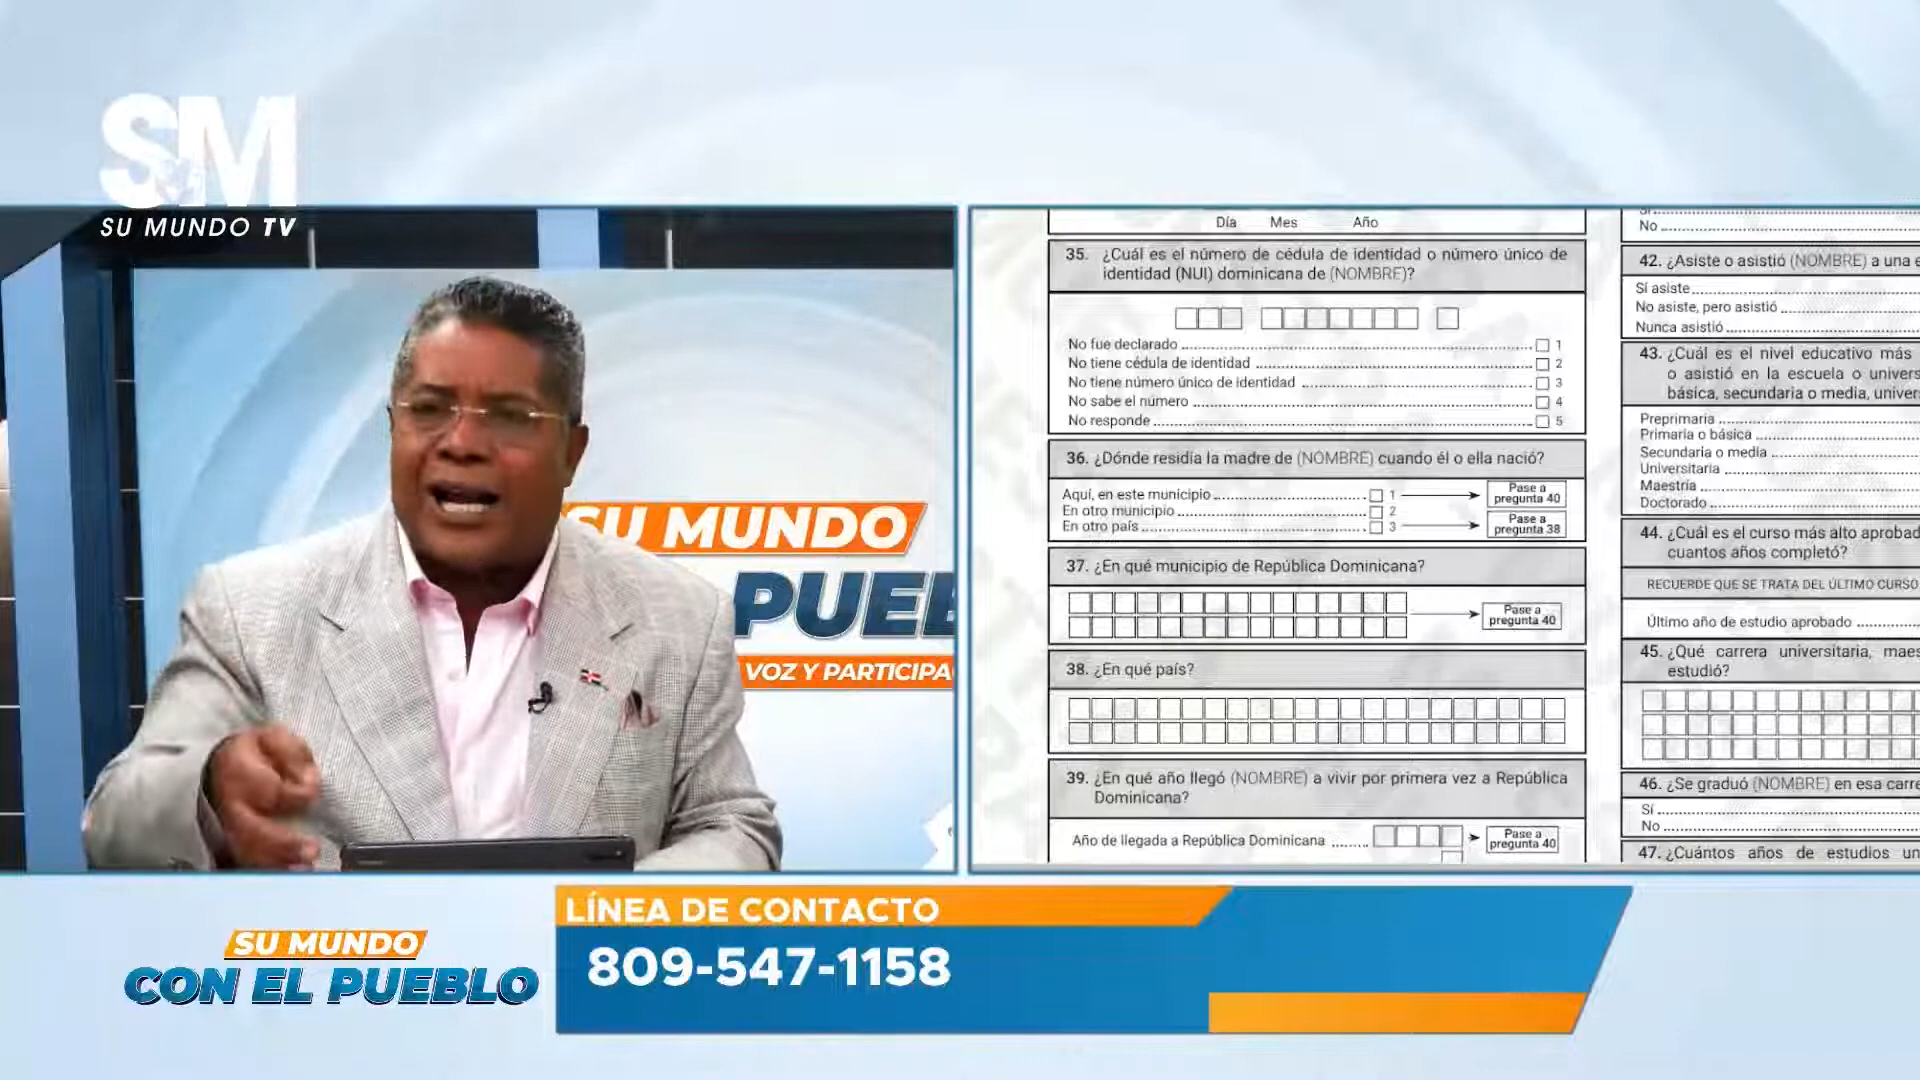 SM
SU MUNDO TV
SU MUNDO
PUEB
VOZ Y PARTICIPA
Día Mes Año
35. ¿Cuál es el número de cédula de identidad o número único de
identidad (NUI) dominicana de (NOMBRE)?
No fue declarado 1
No tiene cédula de identidad 2
No tiene número único de identidad 3
No sabe el número 4
No responde 5
36. ¿Dónde residía la madre de (NOMBRE) cuando él o ella nació?
Aquí, en este municipio 1 Pase a
pregunta 40
En otro municipio 2
En otro país 3 Pase a
pregunta 38
37. ¿En qué municipio de República Dominicana?
Pase a
pregunta 40
38. ¿En qué país?
39. ¿En qué año llegó (NOMBRE) a vivir por primera vez a República
Dominicana?
Año de llegada a República Dominicana Pase a
pregunta 40
No
42. ¿Asiste o asistió (NOMBRE) a una e
Sí asiste
No asiste, pero asistió
Nunca asistió
43. ¿Cuál es el nivel educativo más
o asistió en la escuela o univers
básica, secundaria o media, univer
Preprimaria
Primaria o básica
Secundaria o media
Universitaria
Maestría
Doctorado
44. ¿Cuál es el curso más alto aprobad
cuantos años completó?
RECUERDE QUE SE TRATA DEL ÚLTIMO CURSO
Último año de estudio aprobado
45. ¿Qué carrera universitaria, maes
estudió?
46. ¿Se graduó (NOMBRE) en esa carre
Sí
No
47. ¿Cuántos años de estudios un
LÍNEA DE CONTACTO
809-547-1158
SU MUNDO
CON EL PUEBLO